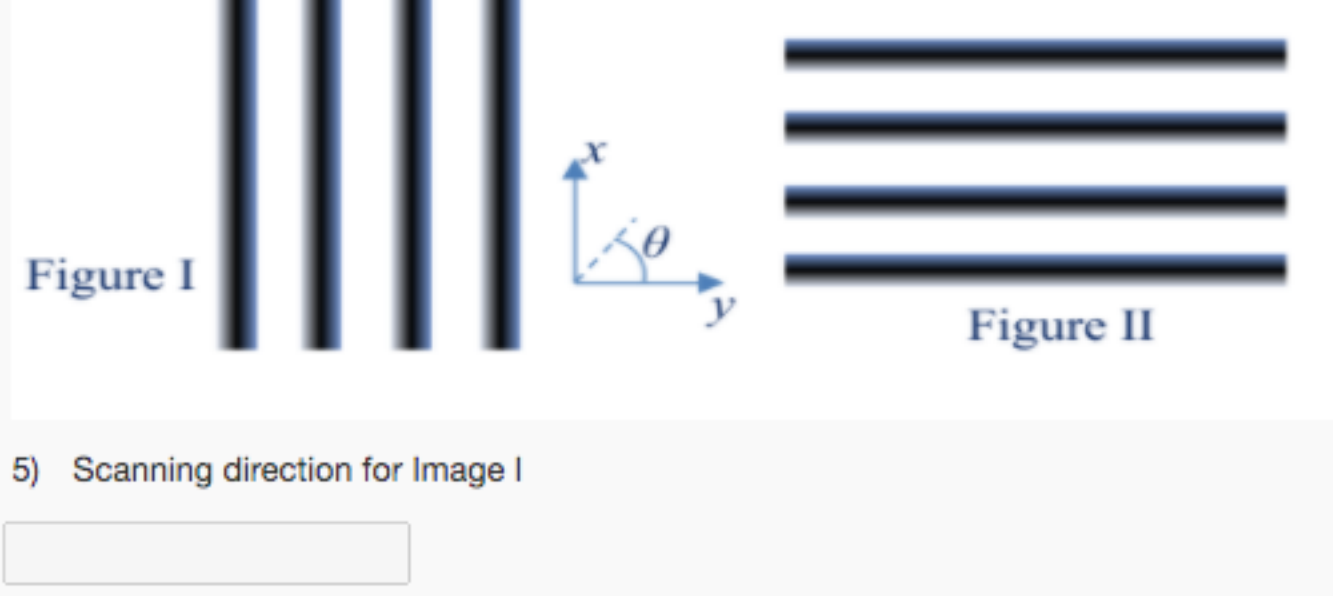 x
θ
Figure I
y
Figure II
5) Scanning direction for Image I